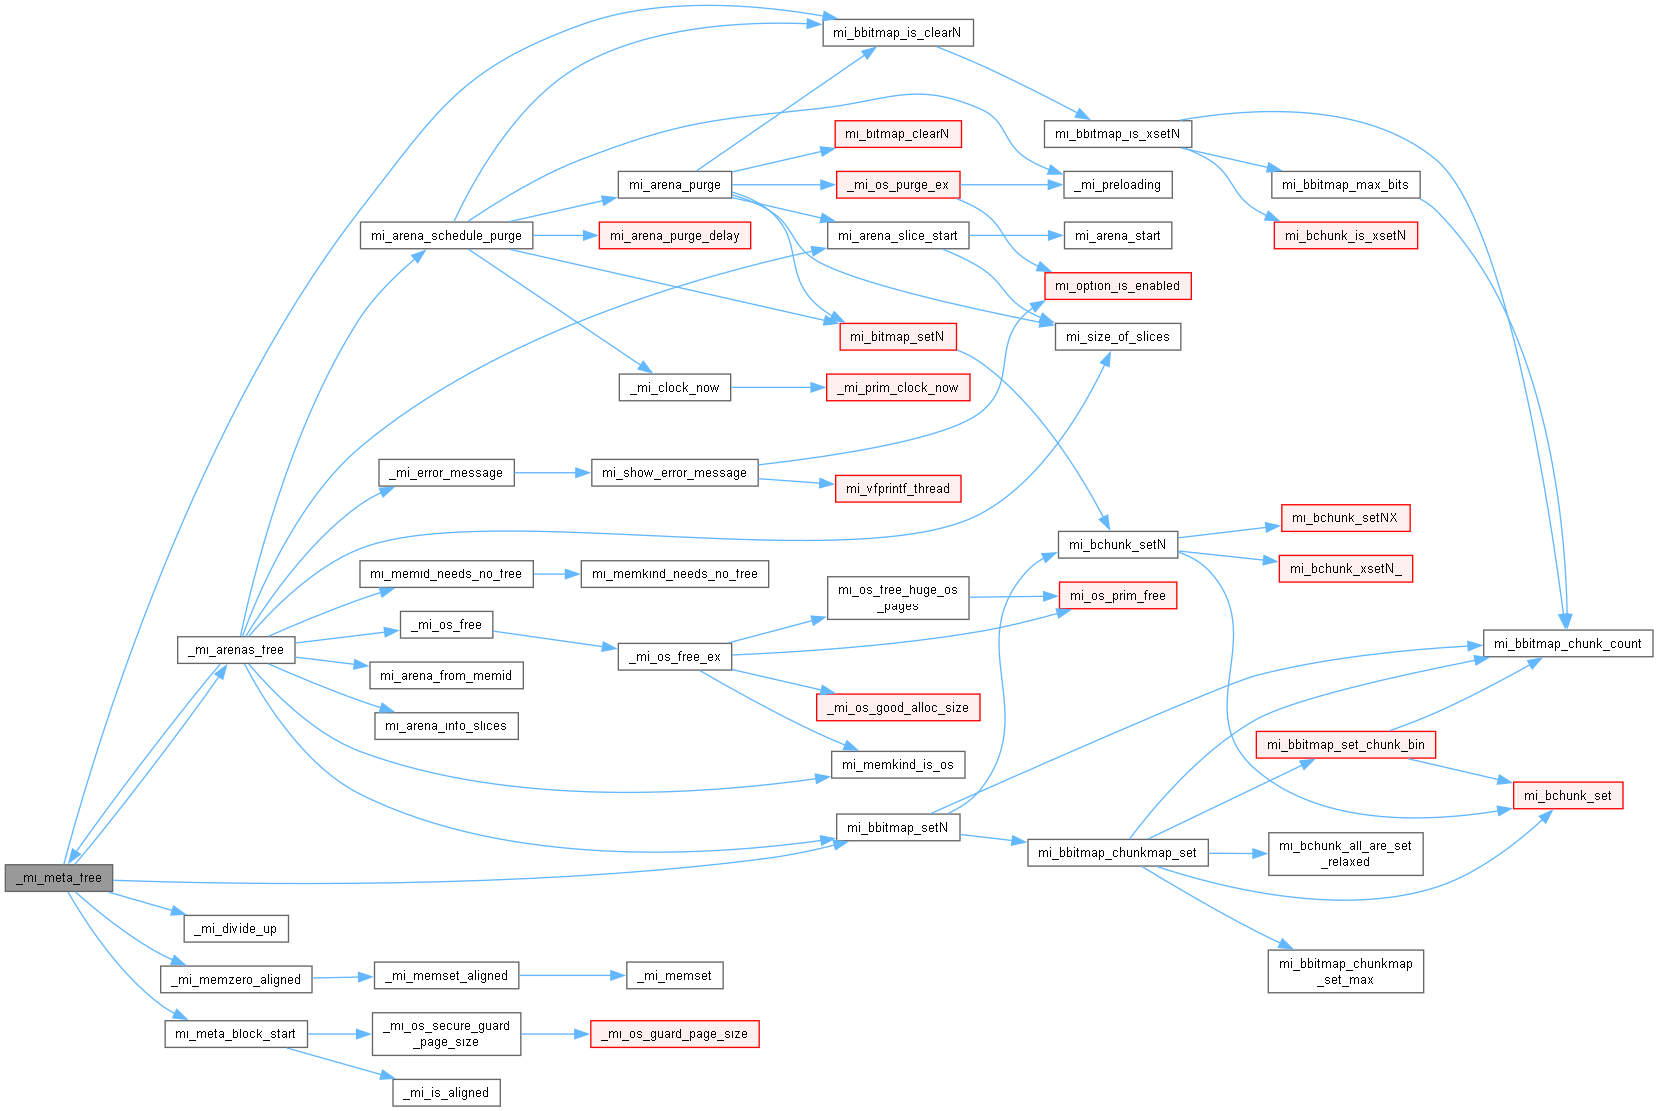 mi_bbitmap_is_clearN
mi_bitmap_clearN
mi_bbitmap_is_xsetN
mi_arena_purge
_mi_os_purge_ex
_mi_preloading
mi_bbitmap_max_bits
mi_arena_schedule_purge
mi_arena_purge_delay
mi_arena_slice_start
mi_arena_start
mi_bchunk_is_xsetN
mi_option_is_enabled
mi_bitmap_setN
mi_size_of_slices
_mi_clock_now
_mi_prim_clock_now
_mi_error_message
mi_show_error_message
mi_vfprintf_thread
mi_bchunk_setNX
mi_bchunk_setN
mi_bchunk_xsetN_
mi_memid_needs_no_free
mi_memkind_needs_no_free
mi_os_free_huge_os
_pages
mi_os_prim_free
_mi_os_free
_mi_arenas_free
_mi_os_free_ex
mi_bbitmap_chunk_count
mi_arena_from_memid
_mi_os_good_alloc_size
mi_arena_info_slices
mi_bbitmap_set_chunk_bin
mi_memkind_is_os
mi_bchunk_set
mi_bbitmap_setN
mi_bbitmap_chunkmap_set
mi_bchunk_all_are_set
_relaxed
_mi_meta_free
_mi_divide_up
_mi_memzero_aligned
_mi_memset_aligned
_mi_memset
mi_bbitmap_chunkmap
_set_max
mi_meta_block_start
_mi_os_secure_guard
_page_size
_mi_os_guard_page_size
_mi_is_aligned